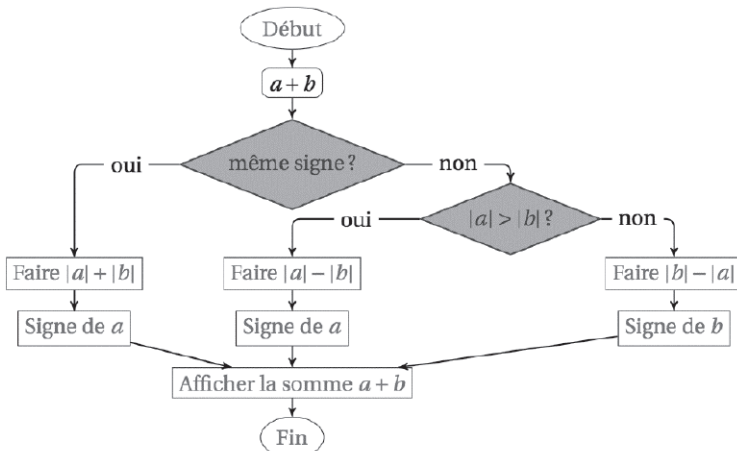 Début
a + b
même signe ?
oui
non
|a| > |b| ?
oui
non
Faire |a| + |b|
Faire |a| − |b|
Faire |b| − |a|
Signe de a
Signe de a
Signe de b
Afficher la somme a + b
Fin